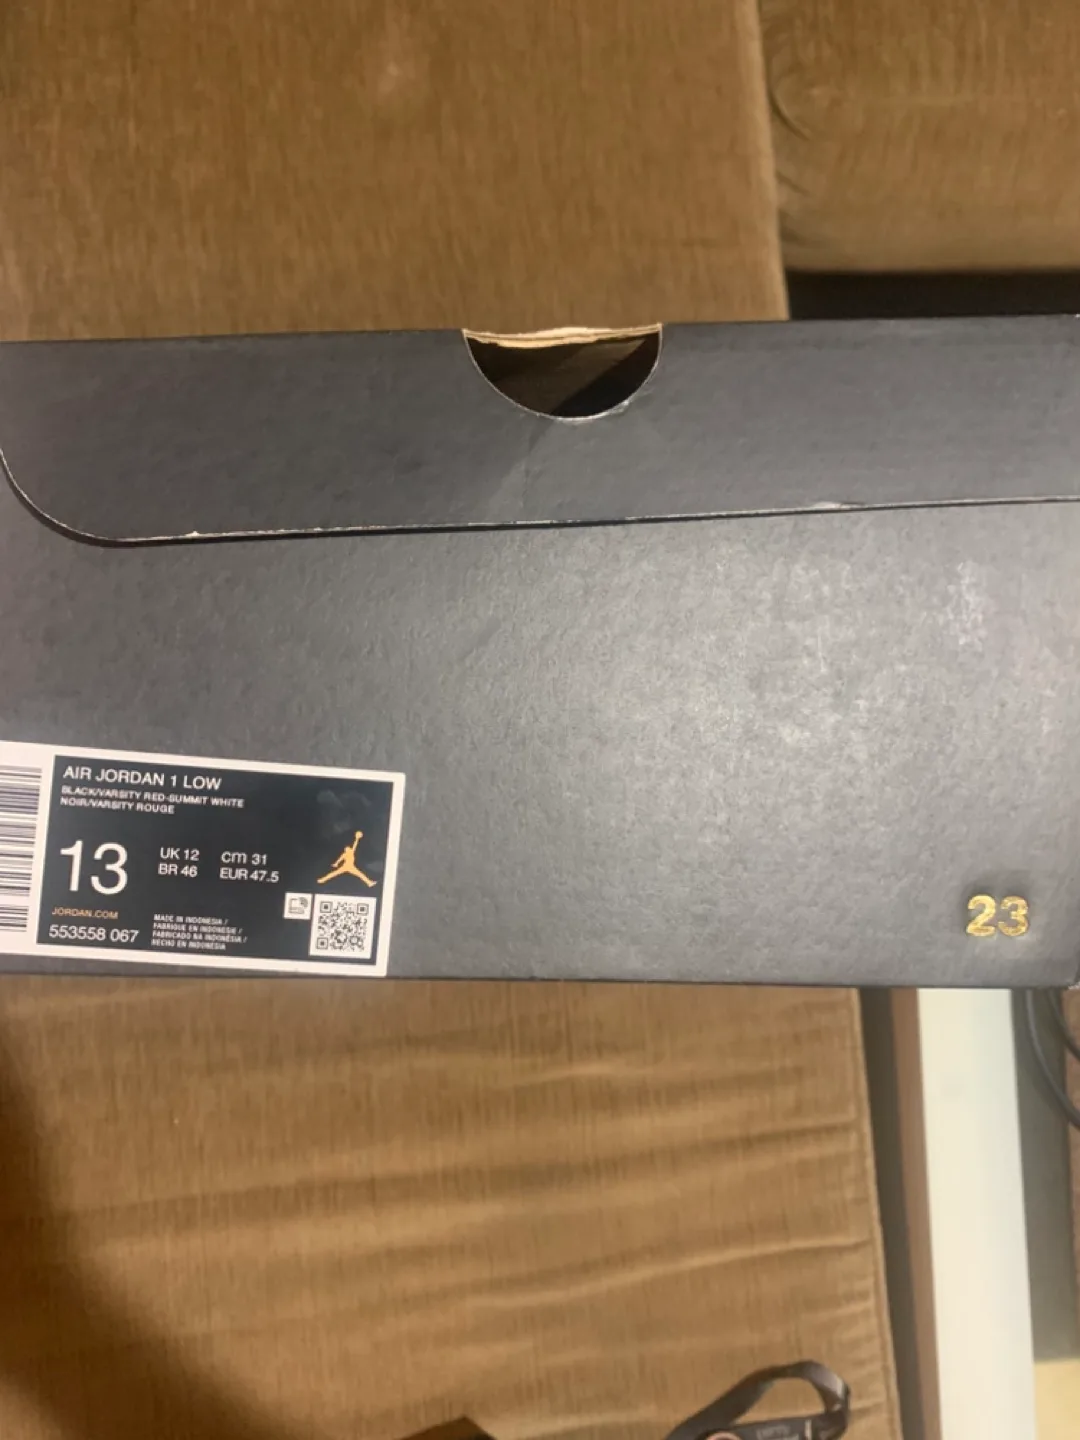 AIR JORDAN 1 LOW
BLACK/VARSITY RED-SUMMIT WHITE
NOIR/VARSITY ROUGE
13
UK 12 cm 31
BR 46 EUR 47.5
JORDAN.COM
553558 067
MADE IN INDONESIA /
FABRIQUE EN INDONESIE /
FABRICADO NA INDONÉSIA /
HECHO EN INDONESIA
23